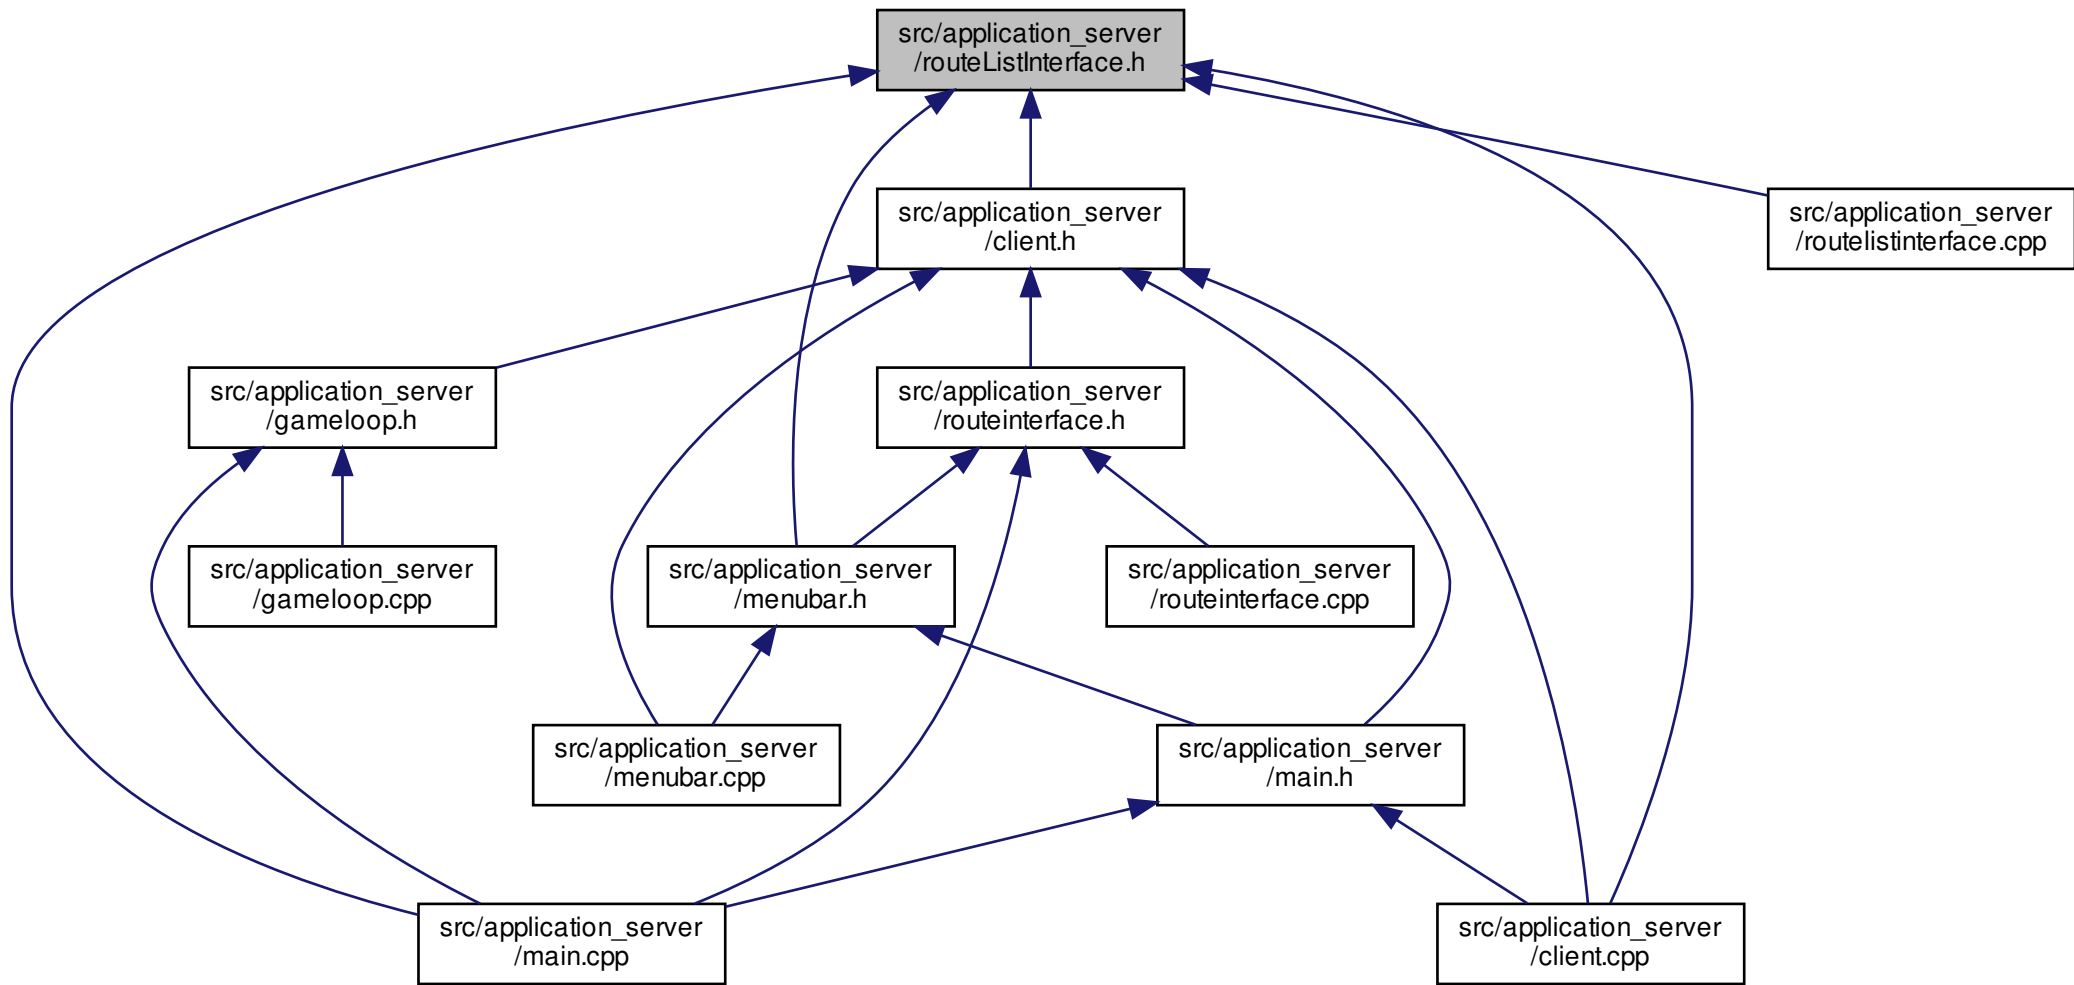 src/application_server
/routeListInterface.h
src/application_server
/client.h
src/application_server
/routelistinterface.cpp
src/application_server
/gameloop.h
src/application_server
/routeinterface.h
src/application_server
/gameloop.cpp
src/application_server
/menubar.h
src/application_server
/routeinterface.cpp
src/application_server
/menubar.cpp
src/application_server
/main.h
src/application_server
/main.cpp
src/application_server
/client.cpp